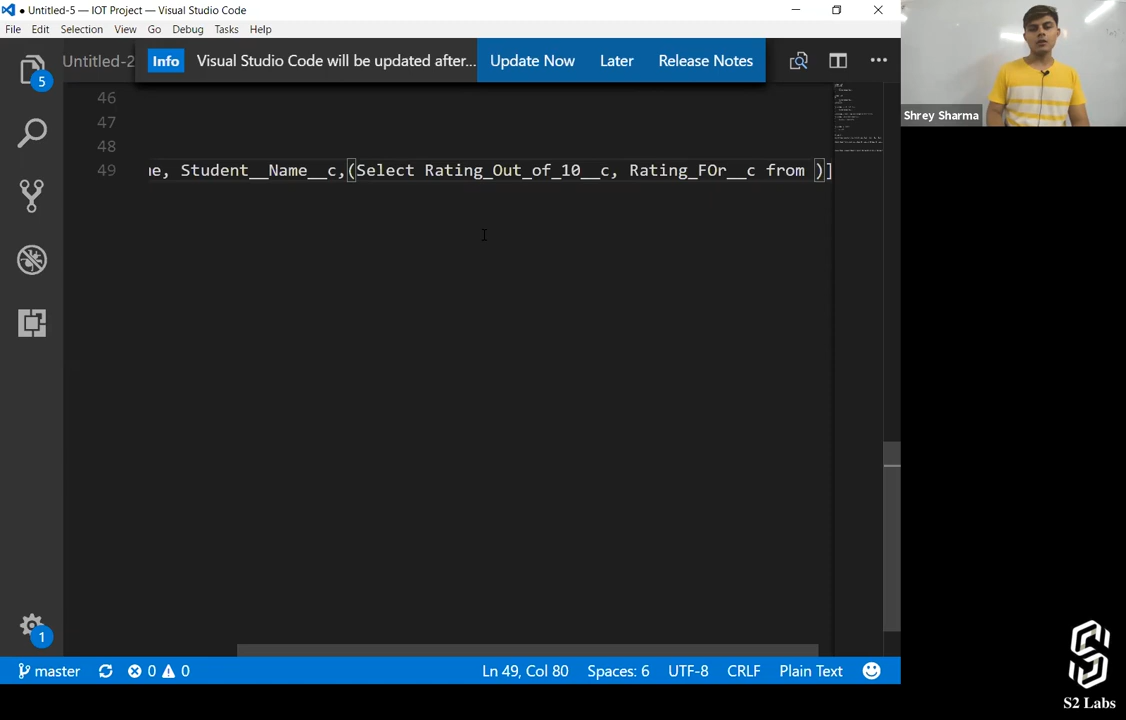 ● Untitled-5 — IOT Project — Visual Studio Code
File Edit Selection View Go Debug Tasks Help
5
Untitled-2
Info Visual Studio Code will be updated after... Update Now Later Release Notes
Shrey Sharma
46
47
48
49 ıe, Student__Name__c,(Select Rating_Out_of_10__c, Rating_FOr__c from )]
1
master 0 0 Ln 49, Col 80 Spaces: 6 UTF-8 CRLF Plain Text
S2 Labs